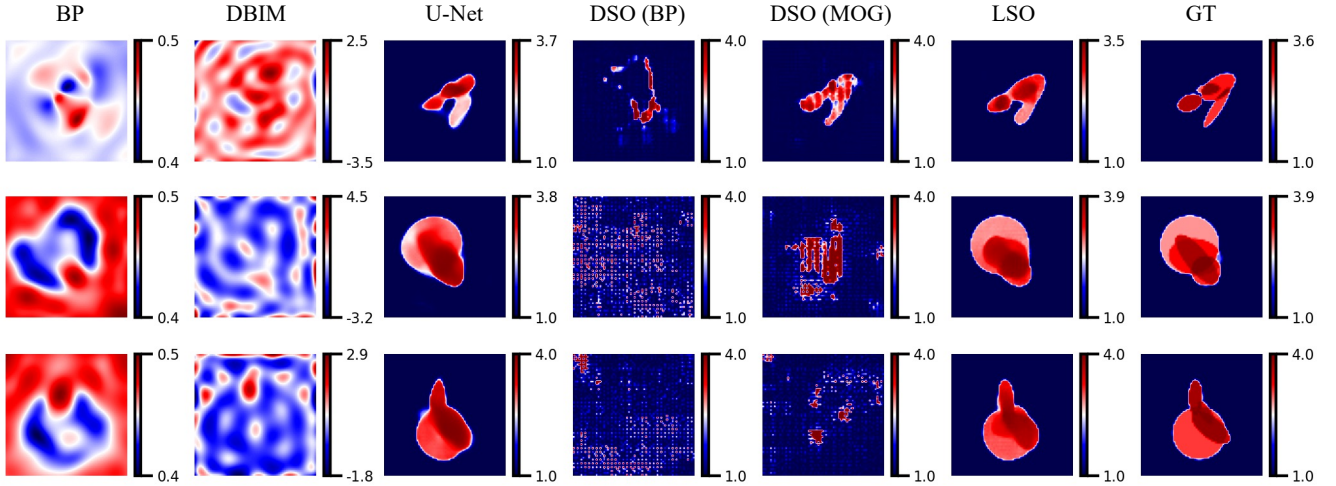 BP DBIM U-Net DSO (BP) DSO (MOG) LSO GT
0.5 2.5 3.7 4.0 4.0 3.5 3.6
0.4 -3.5 1.0 1.0 1.0 1.0 1.0
0.5 4.5 3.8 4.0 4.0 3.9 3.9
0.4 -3.2 1.0 1.0 1.0 1.0 1.0
0.5 2.9 4.0 4.0 4.0 4.0 4.0
0.4 -1.8 1.0 1.0 1.0 1.0 1.0